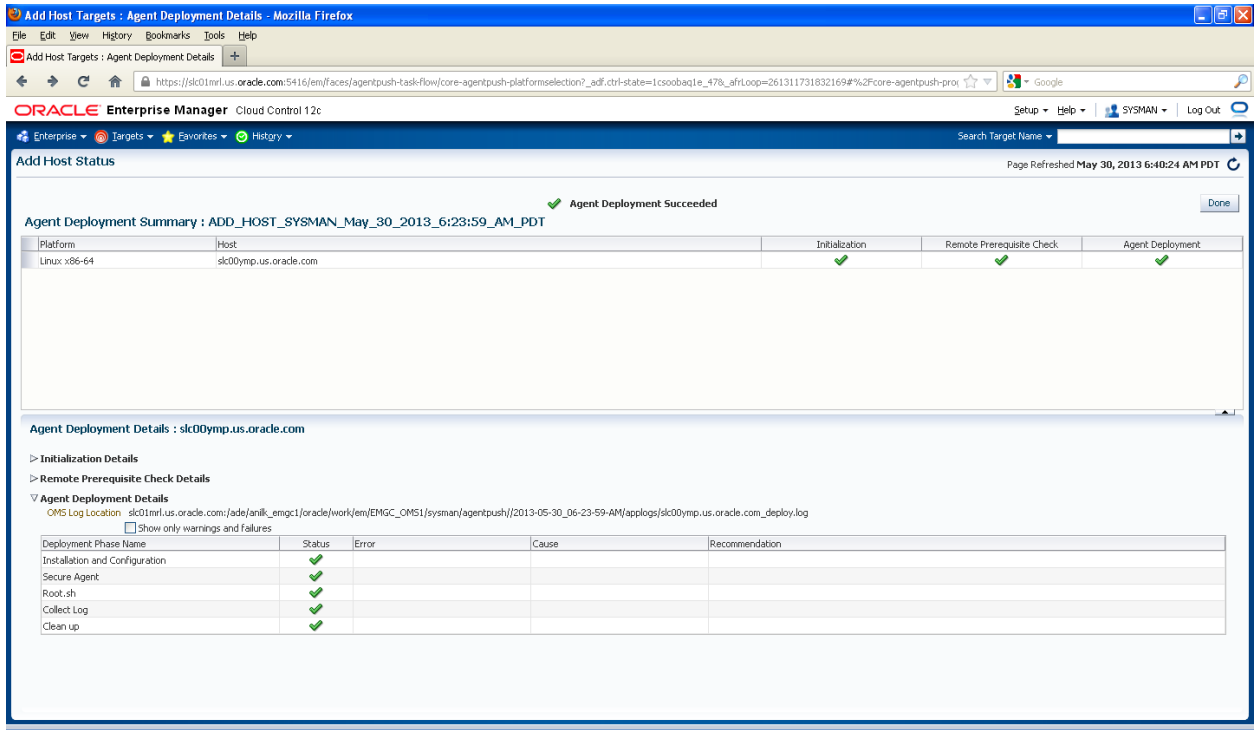 Add Host Targets : Agent Deployment Details - Mozilla Firefox
File Edit View History Bookmarks Tools Help
Add Host Targets : Agent Deployment Details +
https://slc01mrl.us.oracle.com:5416/em/faces/agentpush-task-flow/core-agentpush-platformselection?_adf.ctrl-state=1csoobaq1e_47&_afrLoop=261311731832169#%2Fcore-agentpush-prog Google
ORACLE Enterprise Manager Cloud Control 12c Setup Help SYSMAN Log Out
Enterprise Targets Favorites History Search Target Name
Add Host Status Page Refreshed May 30, 2013 6:40:24 AM PDT
Agent Deployment Succeeded Done
Agent Deployment Summary : ADD_HOST_SYSMAN_May_30_2013_6:23:59_AM_PDT
Platform Host Initialization Remote Prerequisite Check Agent Deployment
Linux x86-64 slc00ymp.us.oracle.com
Agent Deployment Details : slc00ymp.us.oracle.com
Initialization Details
Remote Prerequisite Check Details
Agent Deployment Details
OMS Log Location slc01mrl.us.oracle.com:/ade/anilk_emgc1/oracle/work/em/EMGC_OMS1/sysman/agentpush//2013-05-30_06-23-59-AM/applogs/slc00ymp.us.oracle.com_deploy.log
Show only warnings and failures
Deployment Phase Name Status Error Cause Recommendation
Installation and Configuration
Secure Agent
Root.sh
Collect Log
Clean up